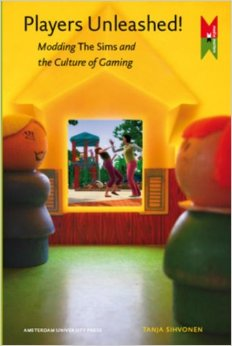 Players Unleashed!
Modding The Sims and
the Culture of Gaming
AMSTERDAM UNIVERSITY PRESS
TANJA SIHVONEN